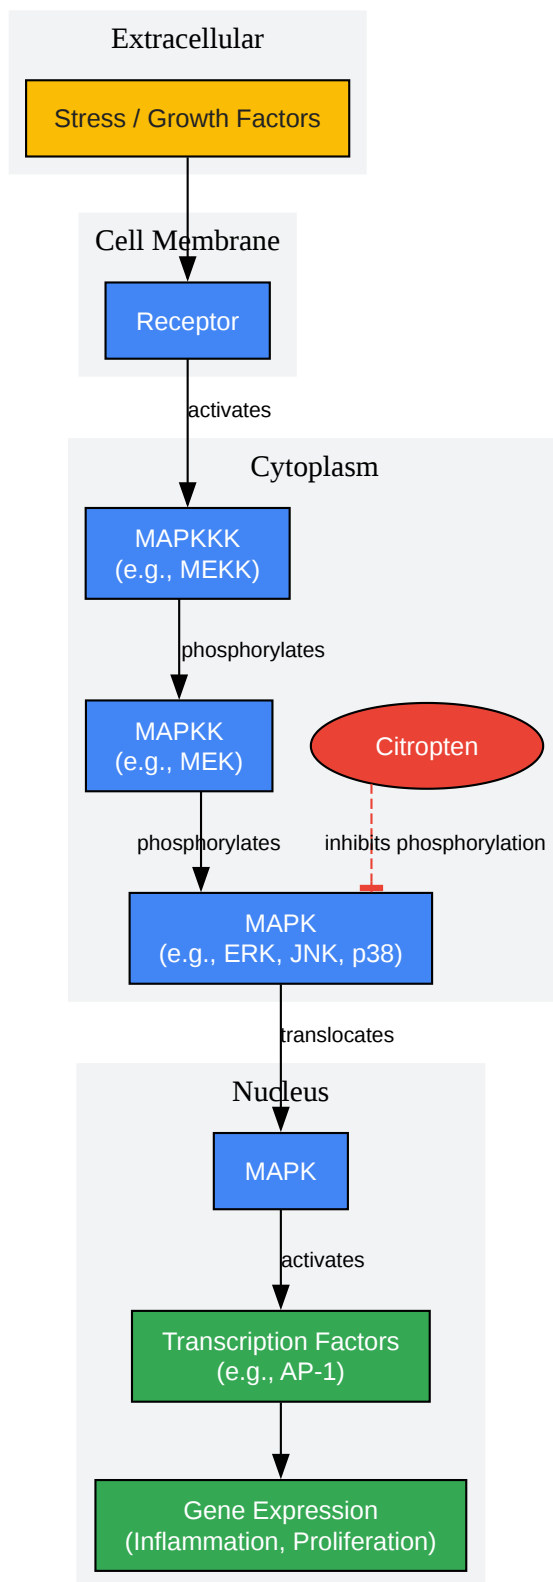 Extracellular
Stress / Growth Factors
Cell Membrane
Receptor
activates
Cytoplasm
MAPKKK
(e.g., MEKK)
phosphorylates
MAPKK
(e.g., MEK)
Citropten
phosphorylates
inhibits phosphorylation
MAPK
(e.g., ERK, JNK, p38)
translocates
Nucleus
MAPK
activates
Transcription Factors
(e.g., AP-1)
Gene Expression
(Inflammation, Proliferation)